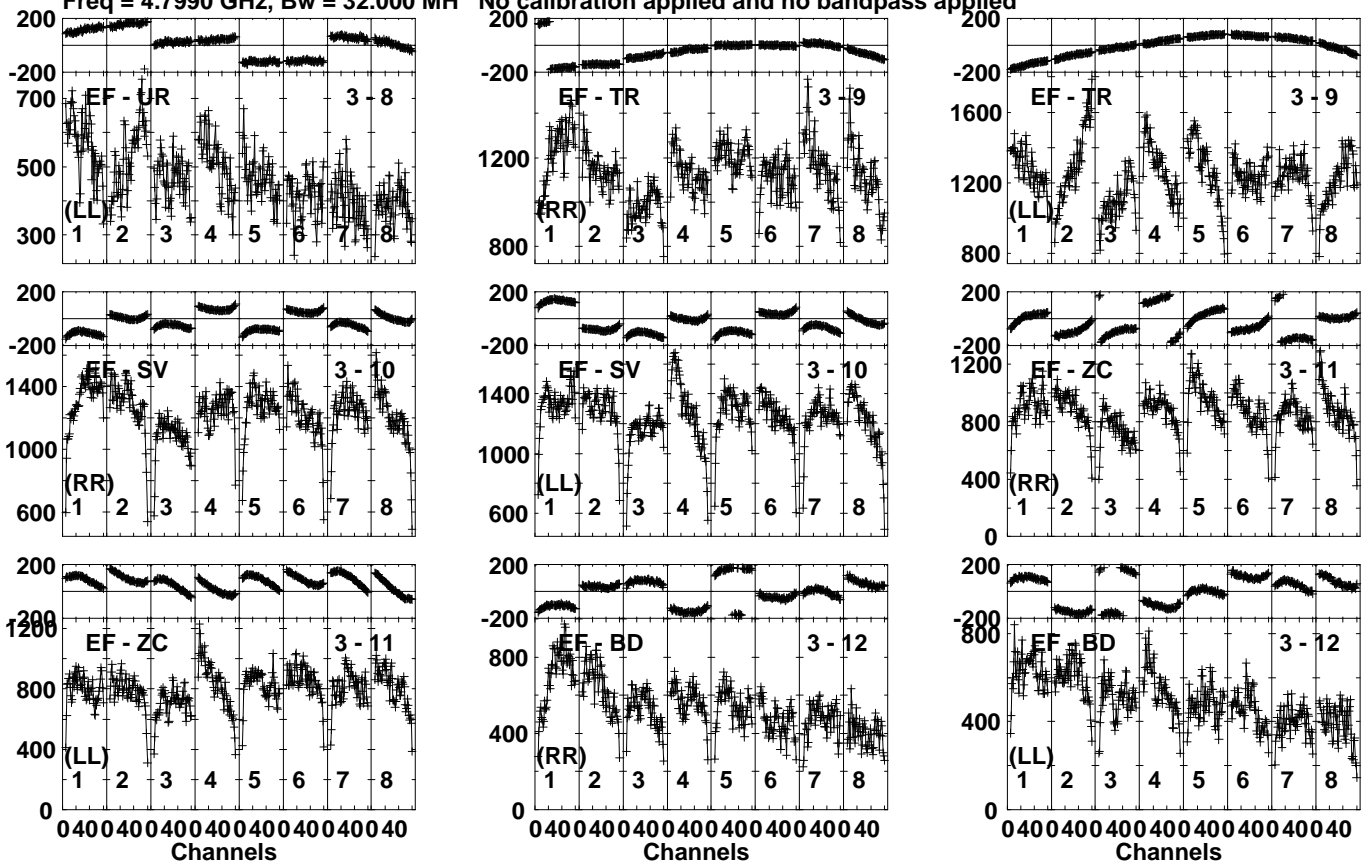 Freq = 4.7990 GHz, Bw = 32.000 MH No calibration applied and no bandpass applied
200 200 200
-200 -200 -200
EF - UR 3 - 8 EF - TR 3 - 9 EF - TR 3 - 9
700 1600
500 1200 1200
300 800 800
(LL) (RR) (LL)
1 2 3 4 5 6 7 8 1 2 3 4 5 6 7 8 1 2 3 4 5 6 7 8
200 200 200
-200 -200 -200
EF - SV 3 - 10 EF - SV 3 - 10 EF - ZC 3 - 11
1400 1400 1200
1000 1000 800
600 600 400
0
(RR) (LL) (RR)
1 2 3 4 5 6 7 8 1 2 3 4 5 6 7 8 1 2 3 4 5 6 7 8
200 200 200
-200 -200 -200
EF - ZC 3 - 11 EF - BD 3 - 12 EF - BD 3 - 12
1200 800 800
800 400 400
400
0 0 0
(LL) (RR) (LL)
1 2 3 4 5 6 7 8 1 2 3 4 5 6 7 8 1 2 3 4 5 6 7 8
0 40 0 40 0 40 0 40 0 40 0 40 0 40 0 40 0 40 0 40 0 40 0 40 0 40 0 40 0 40 0 40 0 40 0 40 0 40 0 40 0 40 0 40 0 40 0 40
Channels Channels Channels